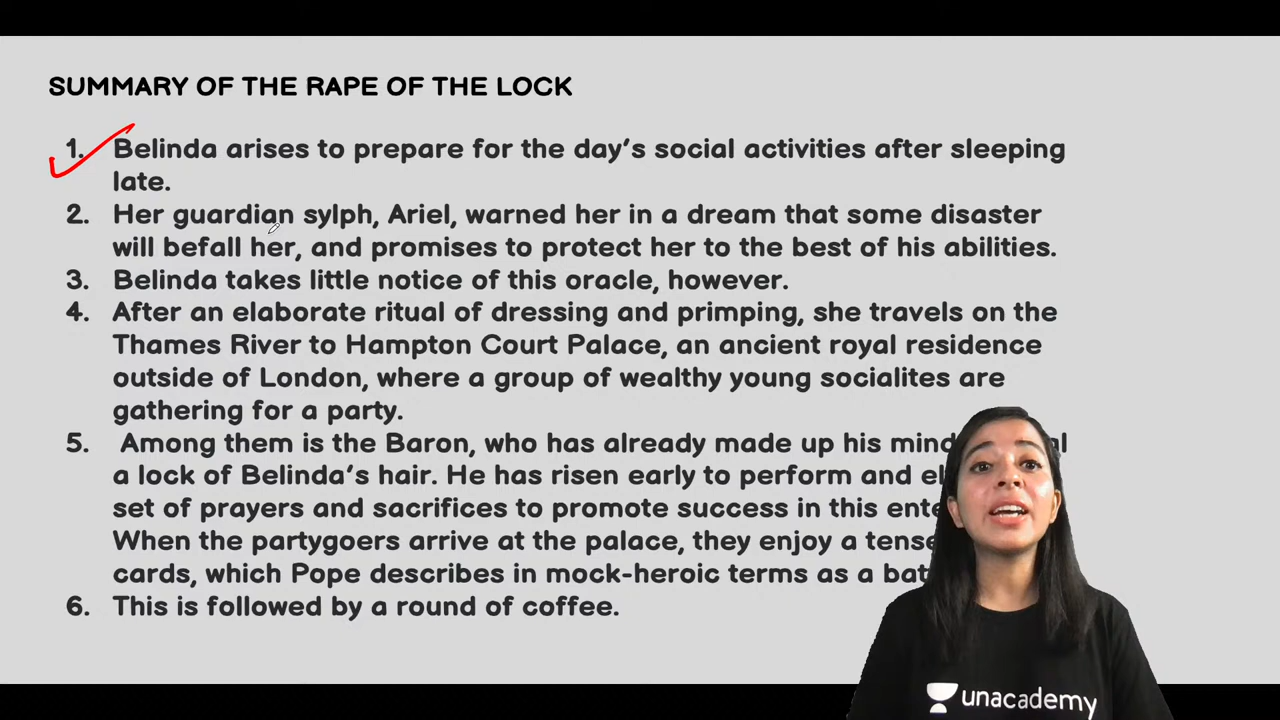 SUMMARY OF THE RAPE OF THE LOCK
1. Belinda arises to prepare for the day's social activities after sleeping
late.
2. Her guardian sylph, Ariel, warned her in a dream that some disaster
will befall her, and promises to protect her to the best of his abilities.
3. Belinda takes little notice of this oracle, however.
4. After an elaborate ritual of dressing and primping, she travels on the
Thames River to Hampton Court Palace, an ancient royal residence
outside of London, where a group of wealthy young socialites are
gathering for a party.
5. Among them is the Baron, who has already made up his mind
a lock of Belinda's hair. He has risen early to perform and
set of prayers and sacrifices to promote success in this
When the partygoers arrive at the palace, they enjoy a tense
cards, which Pope describes in mock-heroic terms as a
6. This is followed by a round of coffee.
unacademy